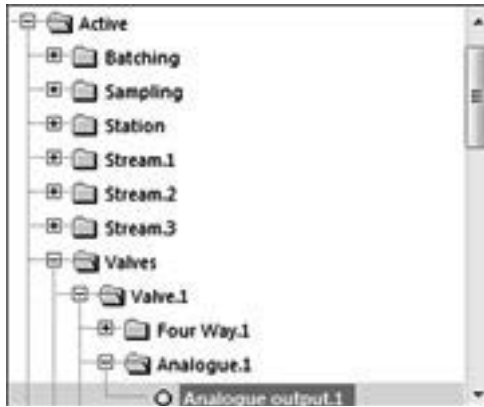 Active
Batching
Sampling
Station
Stream.1
Stream.2
Stream.3
Valves
Valve.1
Four Way.1
Analogue.1
Analogue output.1